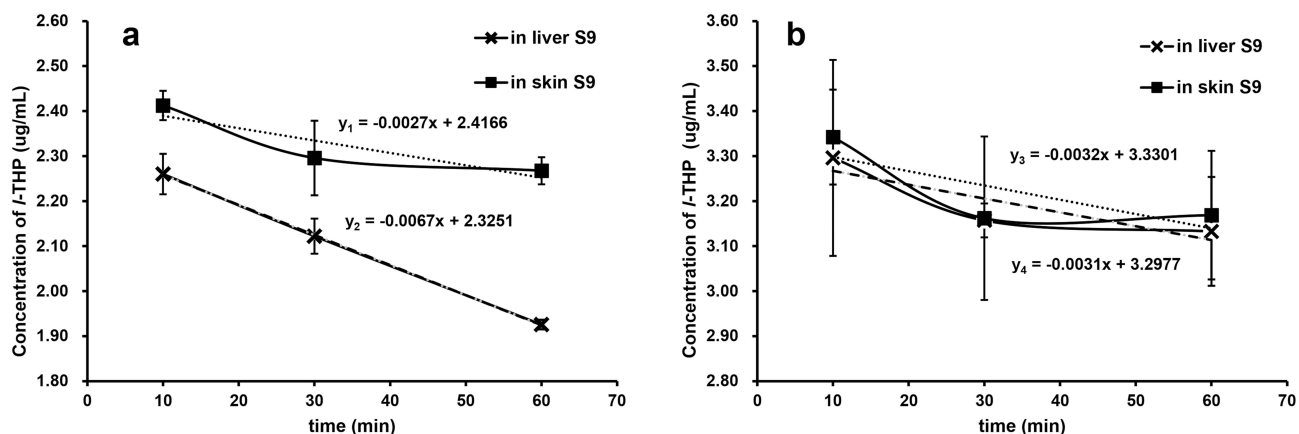 a
in liver S9
in skin S9
Concentration of l-THP (ug/mL)
2.60
2.50
2.40
2.30
2.20
2.10
2.00
1.90
1.80
y1 = -0.0027x + 2.4166
y2 = -0.0067x + 2.3251
0 10 20 30 40 50 60 70
time (min)
b
in liver S9
in skin S9
Concentration of l-THP (ug/mL)
3.60
3.50
3.40
3.30
3.20
3.10
3.00
2.90
2.80
y3 = -0.0032x + 3.3301
y4 = -0.0031x + 3.2977
0 10 20 30 40 50 60 70
time (min)